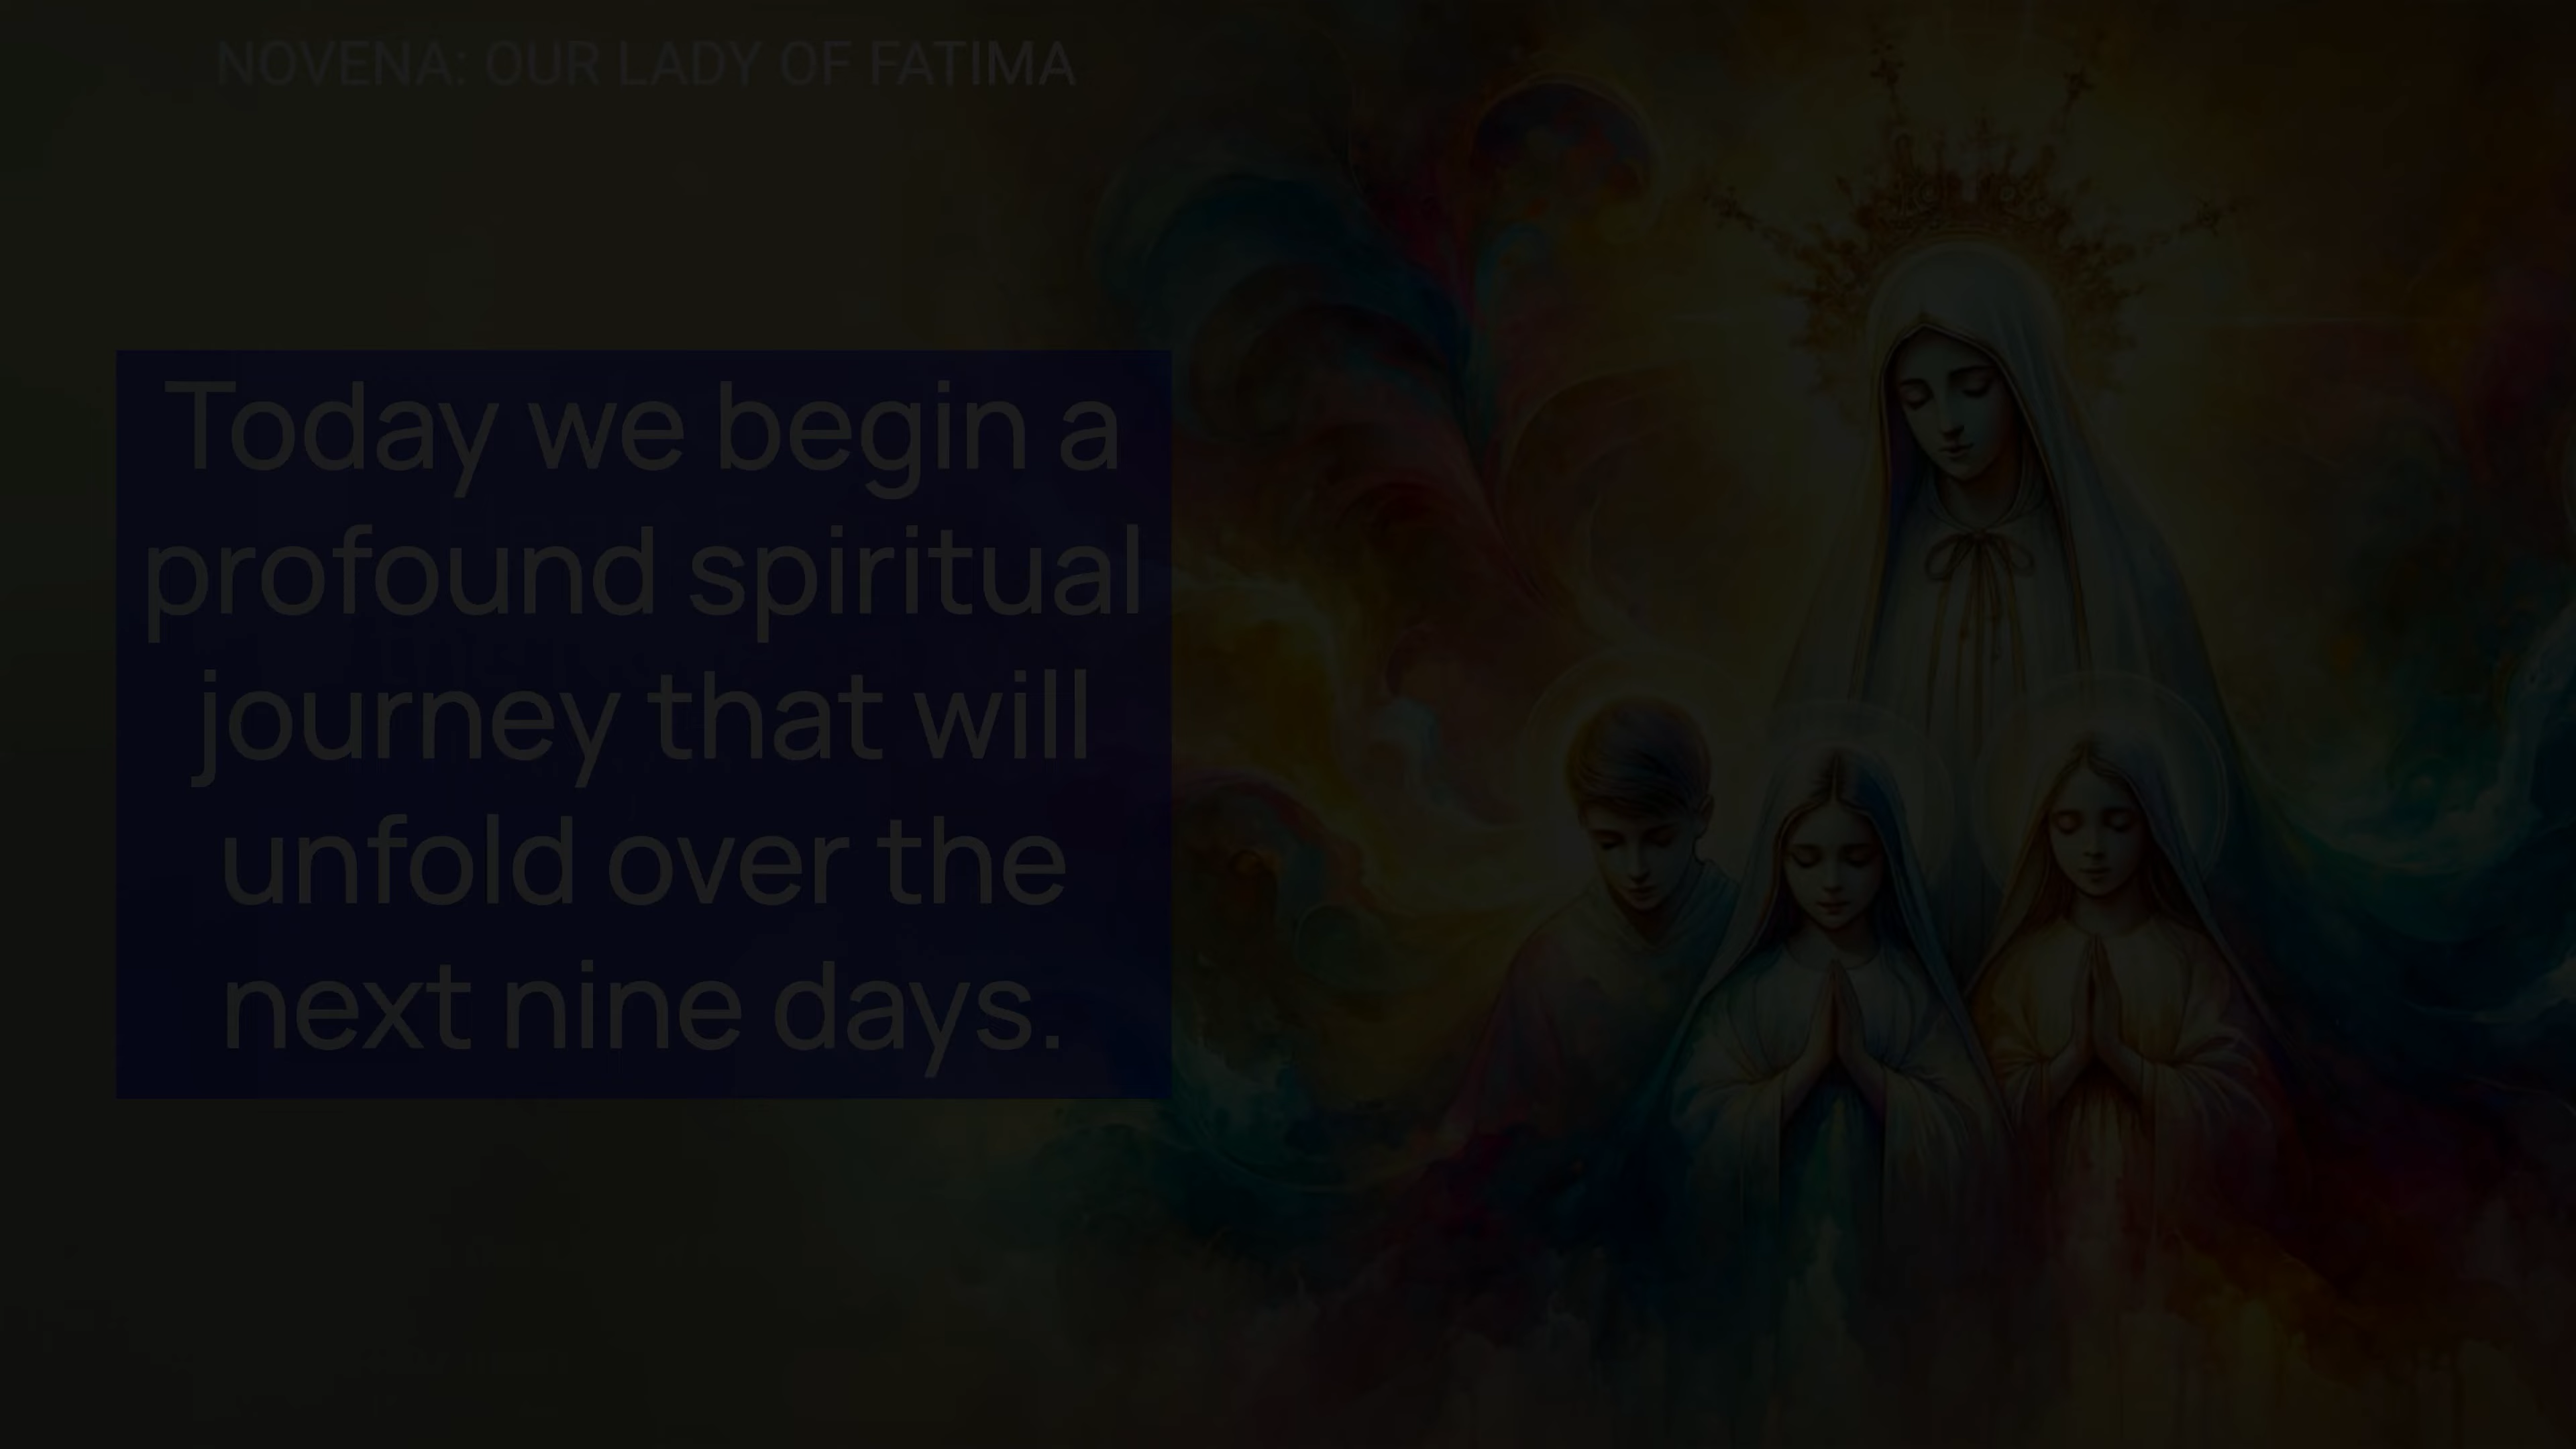 NOVENA: OUR LADY OF FATIMA
Today we begin a
profound spiritual
journey that will
unfold over the
next nine days.